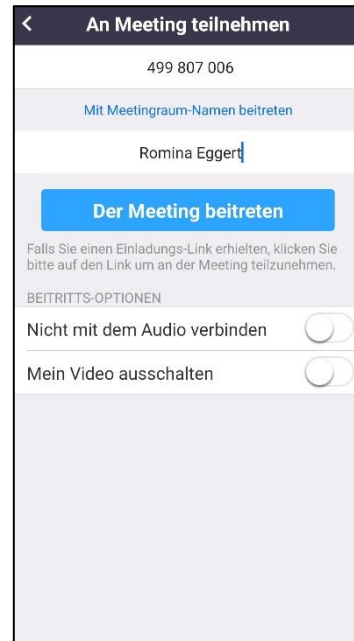 An Meeting teilnehmen
499 807 006
Mit Meetingraum-Namen beitreten
Romina Eggert
Der Meeting beitreten
Falls Sie einen Einladungs-Link erhielten, klicken Sie
bitte auf den Link um an der Meeting teilzunehmen.
BEITRITTS-OPTIONEN
Nicht mit dem Audio verbinden
Mein Video ausschalten